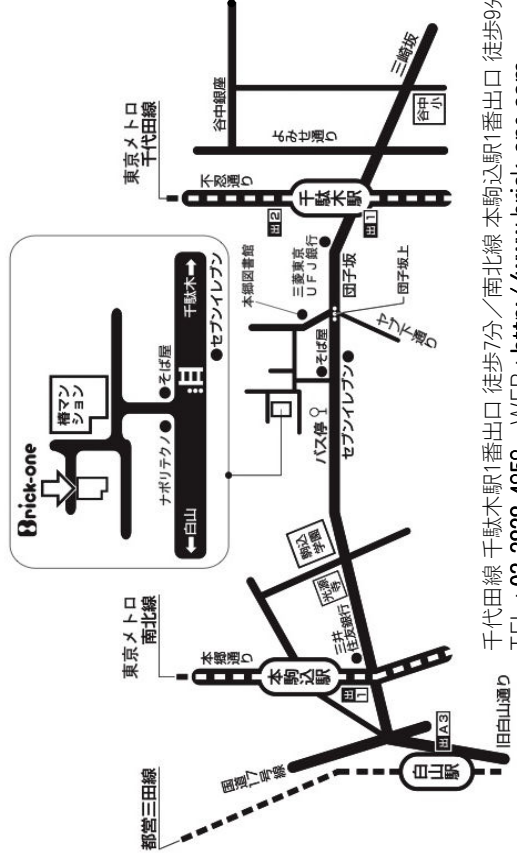 Brick-one
椿マン
ション
ナポリテクノ
そば屋
←白山
千駄木→
セブンイレブン
都営三田線
東京メトロ
南北線
東京メトロ
千代田線
国道17号線
本郷通り
本駒込駅
出1
三井
住友銀行
光源寺
駒込
学園
白山駅
出A3
旧白山通り
バス停
セブンイレブン
そば屋
本郷図書館
三菱東京
UFJ銀行
団子坂
団子坂上
ヤブ下通り
不忍通り
出2
千駄木駅
出1
よみせ通り
谷中銀座
三崎坂
谷中
小
千代田線 千駄木駅1番出口 徒歩7分／南北線 本駒込駅1番出口 徒歩9分